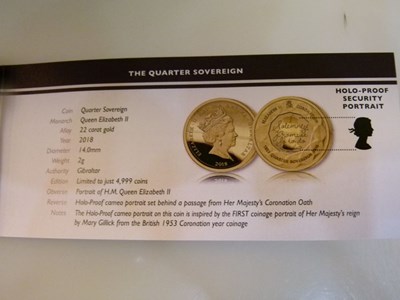 THE QUARTER SOVEREIGN
HOLO-PROOF
SECURITY
PORTRAIT
Coin Quarter Sovereign
Monarch Queen Elizabeth II
Alloy 22 carat gold
Year 2018
Diameter 14.0mm
Weight 2g
Authority Gibraltar
Edition Limited to just 4,999 coins
Obverse Portrait of H.M. Queen Elizabeth II
Reverse Holo-Proof cameo portrait set behind a passage from Her Majesty's Coronation Oath
Notes The Holo-Proof cameo portrait on this coin is inspired by the FIRST coinage portrait of Her Majesty's reign
by Mary Gillick from the British 1953 Coronation year coinage